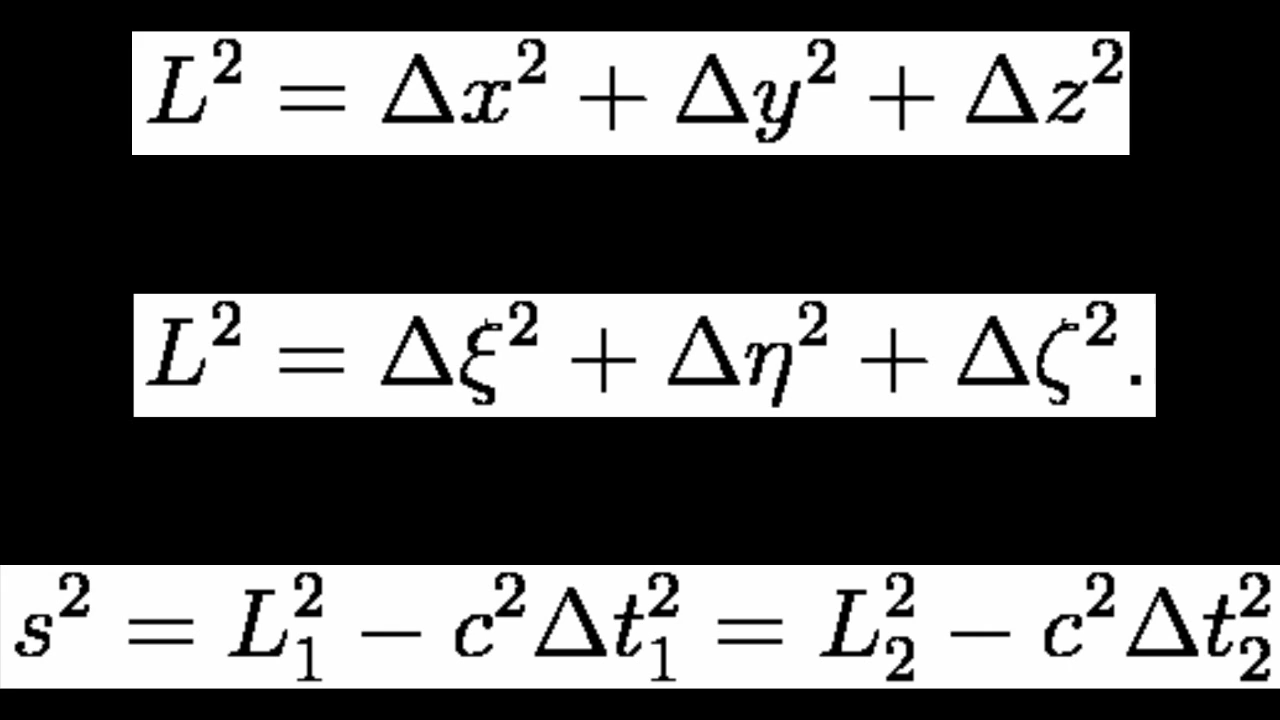 L² = Δx² + Δy² + Δz²
L² = Δξ² + Δη² + Δζ².
s² = L₁² − c²Δt₁² = L₂² − c²Δt₂²